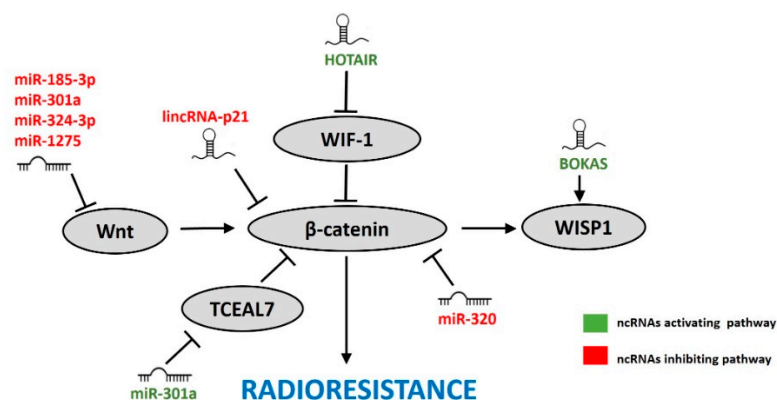 HOTAIR
miR-185-3p
miR-301a
miR-324-3p
miR-1275
lincRNA-p21
WIF-1
BOKAS
Wnt
β-catenin
WISP1
TCEAL7
miR-320
miR-301a
RADIORESISTANCE
ncRNAs activating pathway
ncRNAs inhibiting pathway